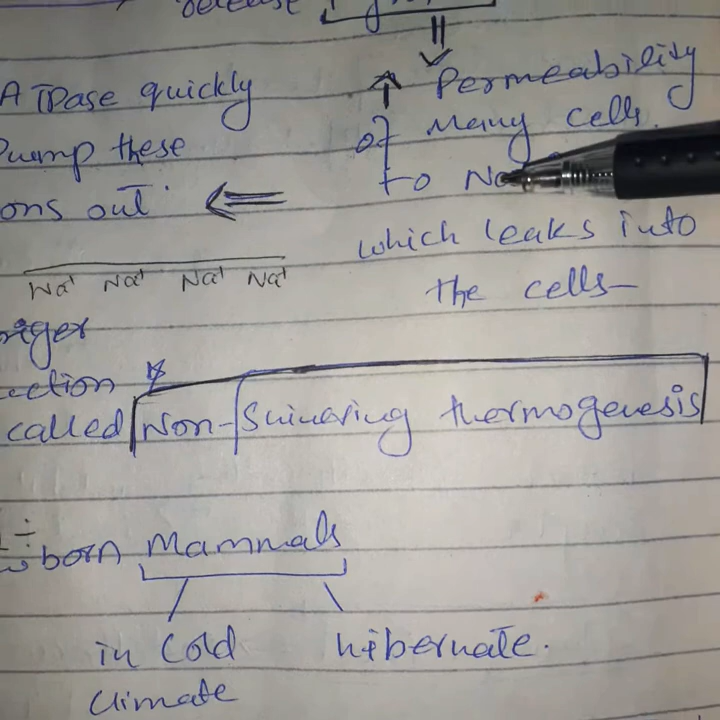 release
ATPase quickly
Pump these
ons out
↑ Permeability
of Many cells.
to Na
which leaks into
the cells—
Na⁺ Na⁺ Na⁺ Na⁺
called Non-Shivering thermogenesis
born Mammals
in Cold
climate
hibernate.